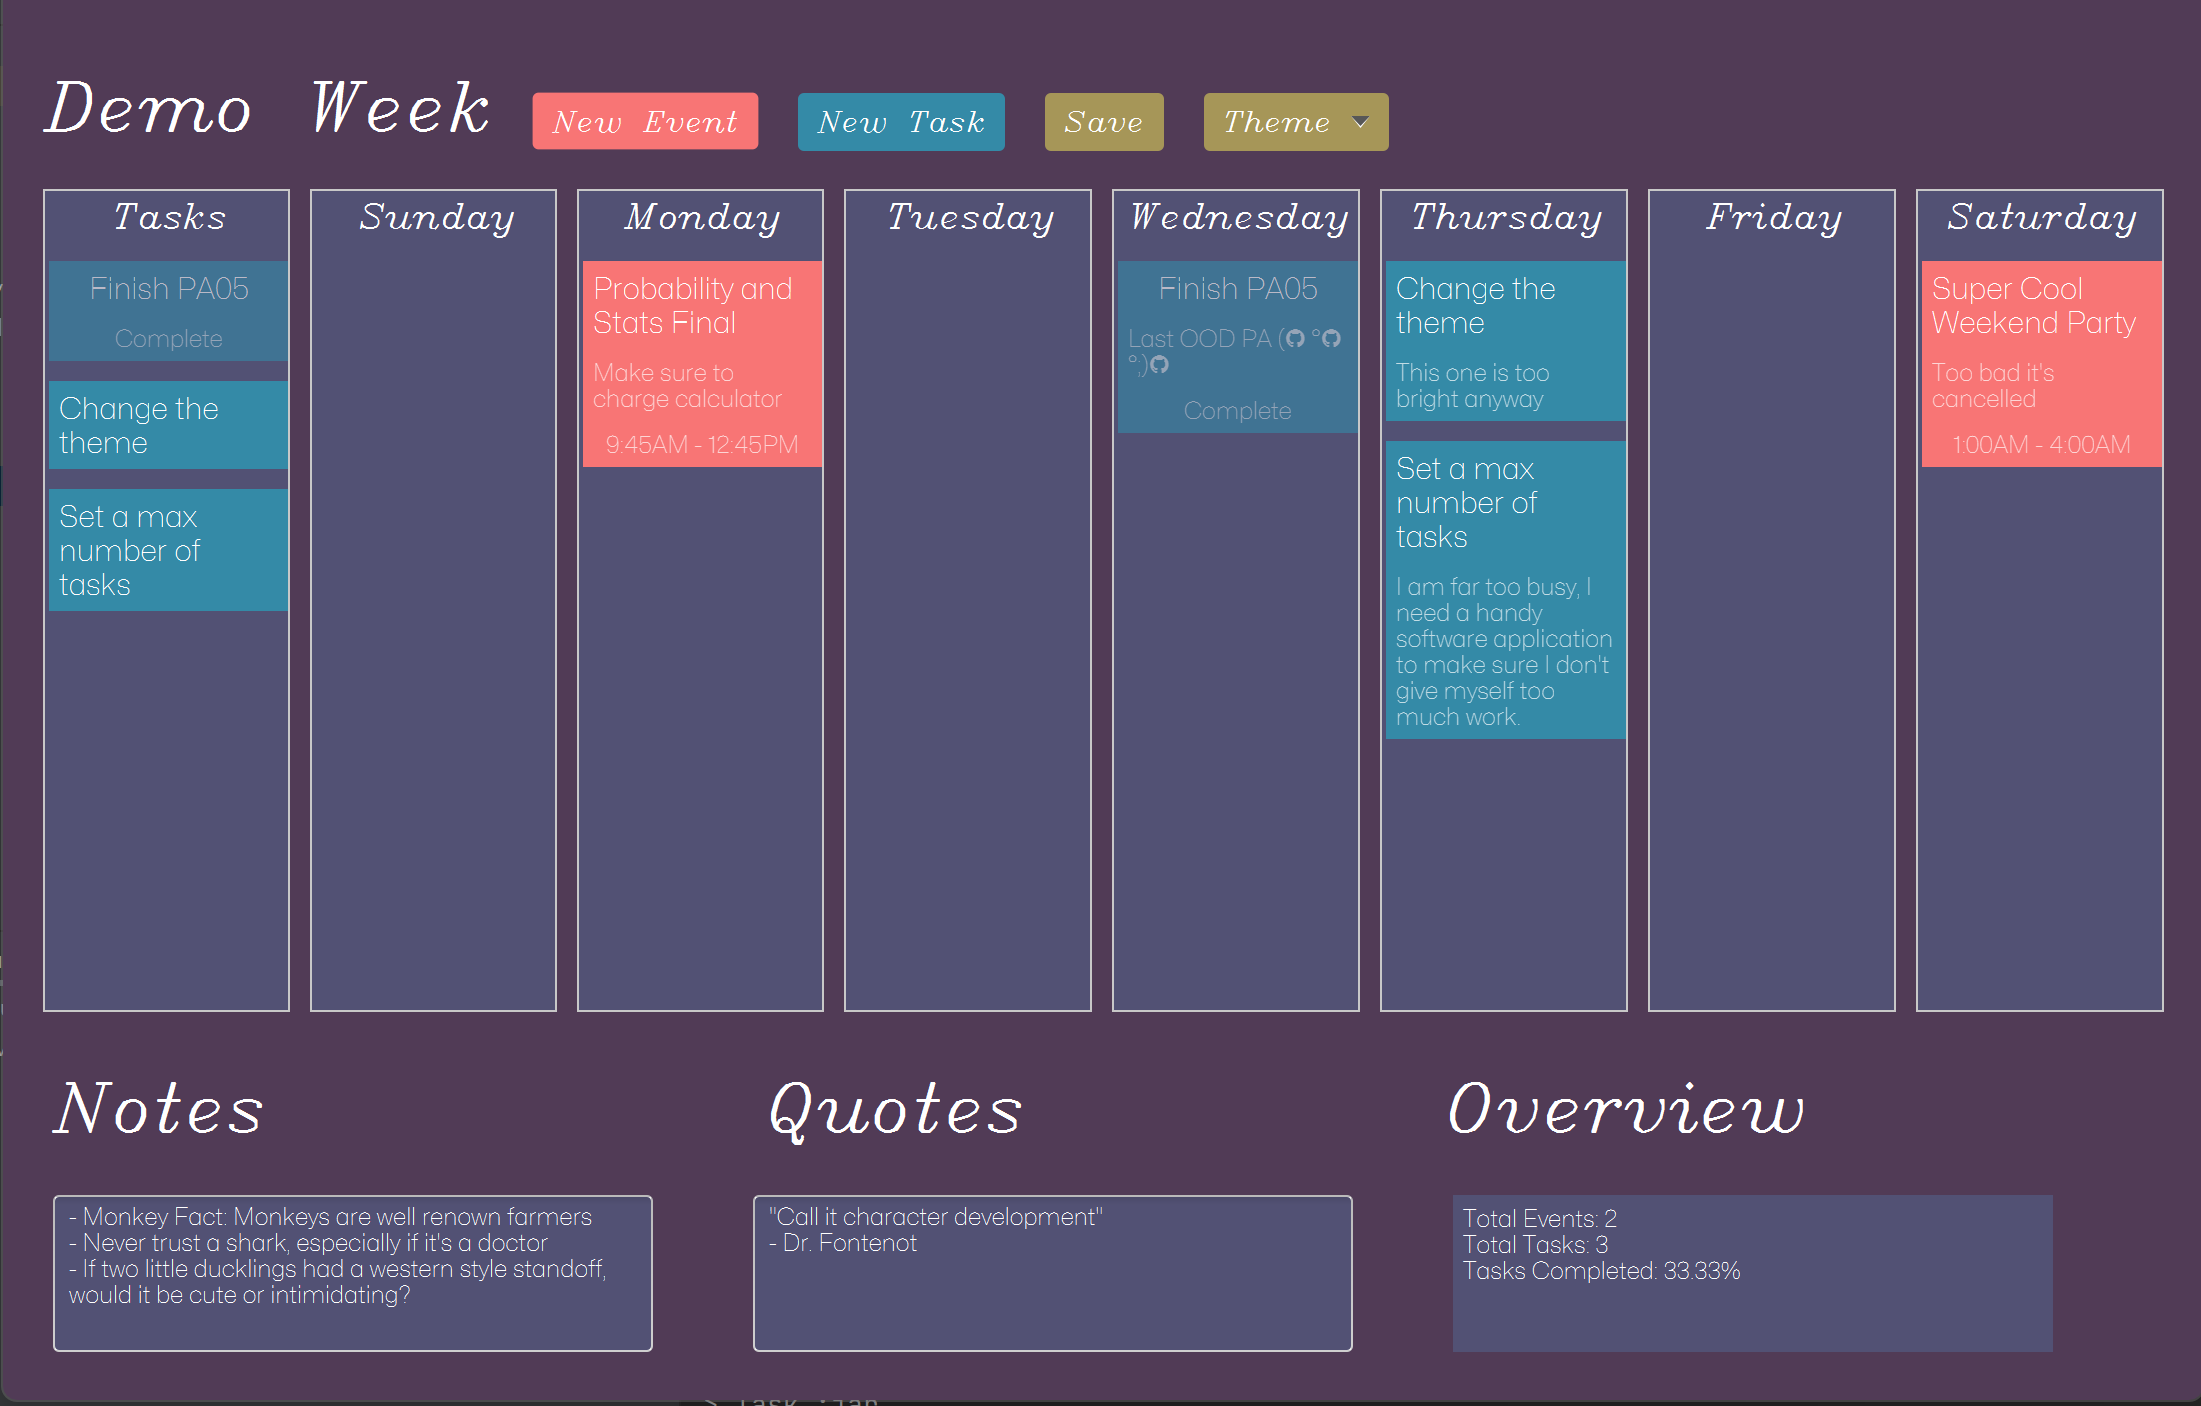 Demo Week
New Event
New Task
Save
Theme
Tasks
Finish PA05
Complete
Change the
theme
Set a max
number of
tasks
Sunday
Monday
Probability and
Stats Final
Make sure to
charge calculator
9:45AM - 12:45PM
Tuesday
Wednesday
Finish PA05
Last OOD PA ( °
°;)
Complete
Thursday
Change the
theme
This one is too
bright anyway
Set a max
number of
tasks
I am far too busy, I
need a handy
software application
to make sure I don't
give myself too
much work.
Friday
Saturday
Super Cool
Weekend Party
Too bad it's
cancelled
1:00AM - 4:00AM
Notes
- Monkey Fact: Monkeys are well renown farmers
- Never trust a shark, especially if it's a doctor
- If two little ducklings had a western style standoff,
would it be cute or intimidating?
Quotes
"Call it character development"
- Dr. Fontenot
Overview
Total Events: 2
Total Tasks: 3
Tasks Completed: 33.33%